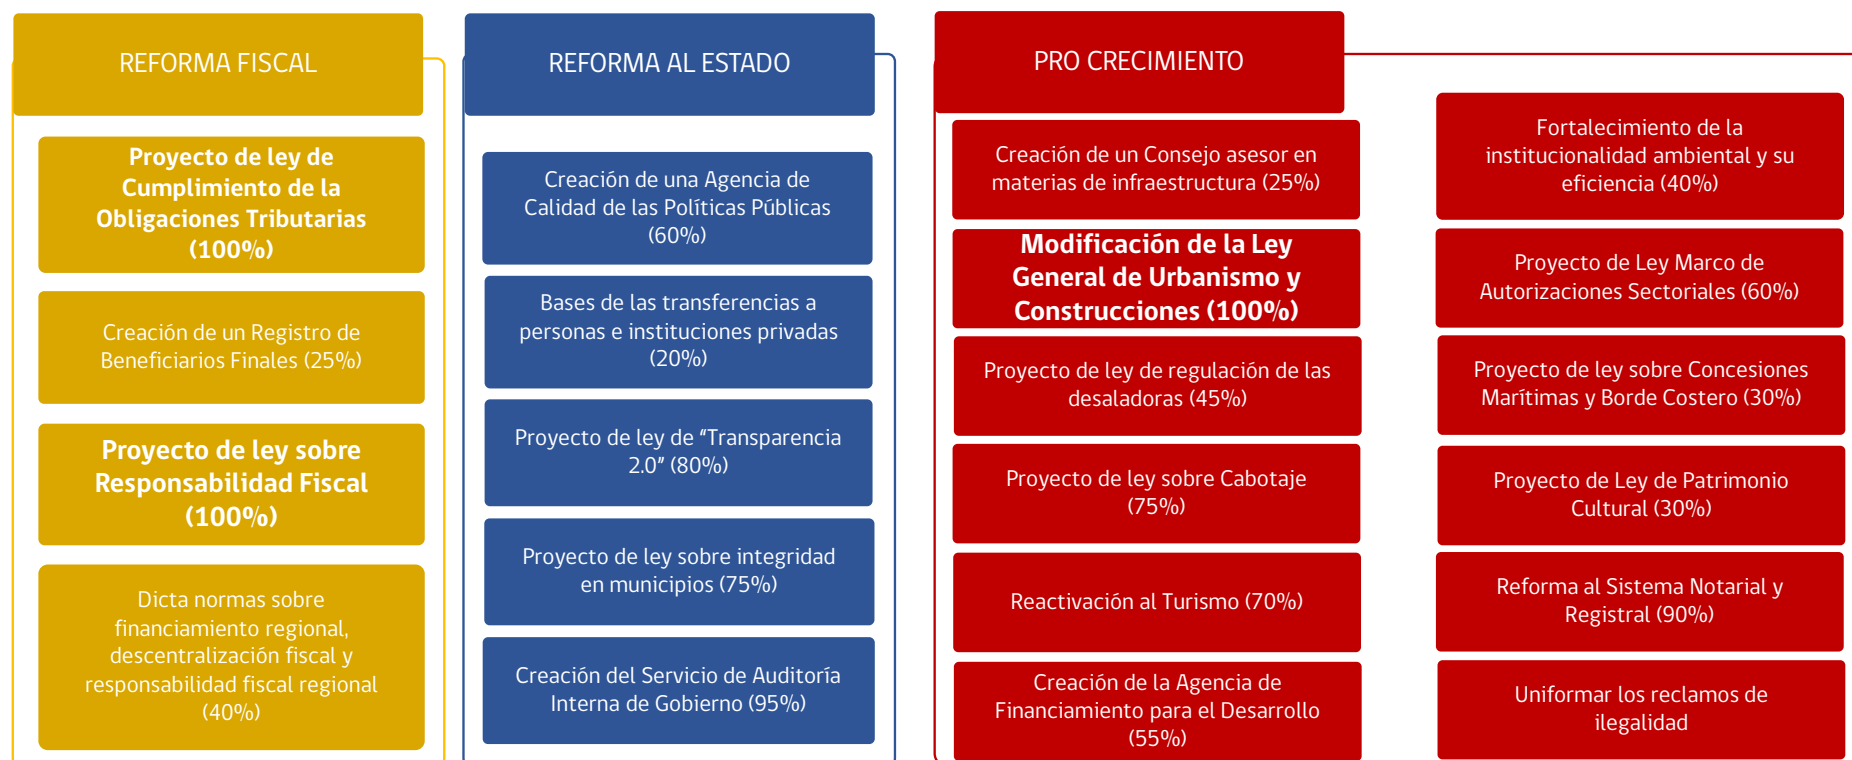 REFORMA FISCAL
Proyecto de ley de
Cumplimiento de la
Obligaciones Tributarias
(100%)
Creación de un Registro de
Beneficiarios Finales (25%)
Proyecto de ley sobre
Responsabilidad Fiscal
(100%)
Dicta normas sobre
financiamiento regional,
descentralización fiscal y
responsabilidad fiscal regional
(40%)
REFORMA AL ESTADO
Creación de una Agencia de
Calidad de las Políticas Públicas
(60%)
Bases de las transferencias a
personas e instituciones privadas
(20%)
Proyecto de ley de “Transparencia
2.0” (80%)
Proyecto de ley sobre integridad
en municipios (75%)
Creación del Servicio de Auditoría
Interna de Gobierno (95%)
PRO CRECIMIENTO
Creación de un Consejo asesor en
materias de infraestructura (25%)
Modificación de la Ley
General de Urbanismo y
Construcciones (100%)
Proyecto de ley de regulación de las
desaladoras (45%)
Proyecto de ley sobre Cabotaje
(75%)
Reactivación al Turismo (70%)
Creación de la Agencia de
Financiamiento para el Desarrollo
(55%)
Fortalecimiento de la
institucionalidad ambiental y su
eficiencia (40%)
Proyecto de Ley Marco de
Autorizaciones Sectoriales (60%)
Proyecto de ley sobre Concesiones
Marítimas y Borde Costero (30%)
Proyecto de Ley de Patrimonio
Cultural (30%)
Reforma al Sistema Notarial y
Registral (90%)
Uniformar los reclamos de
ilegalidad